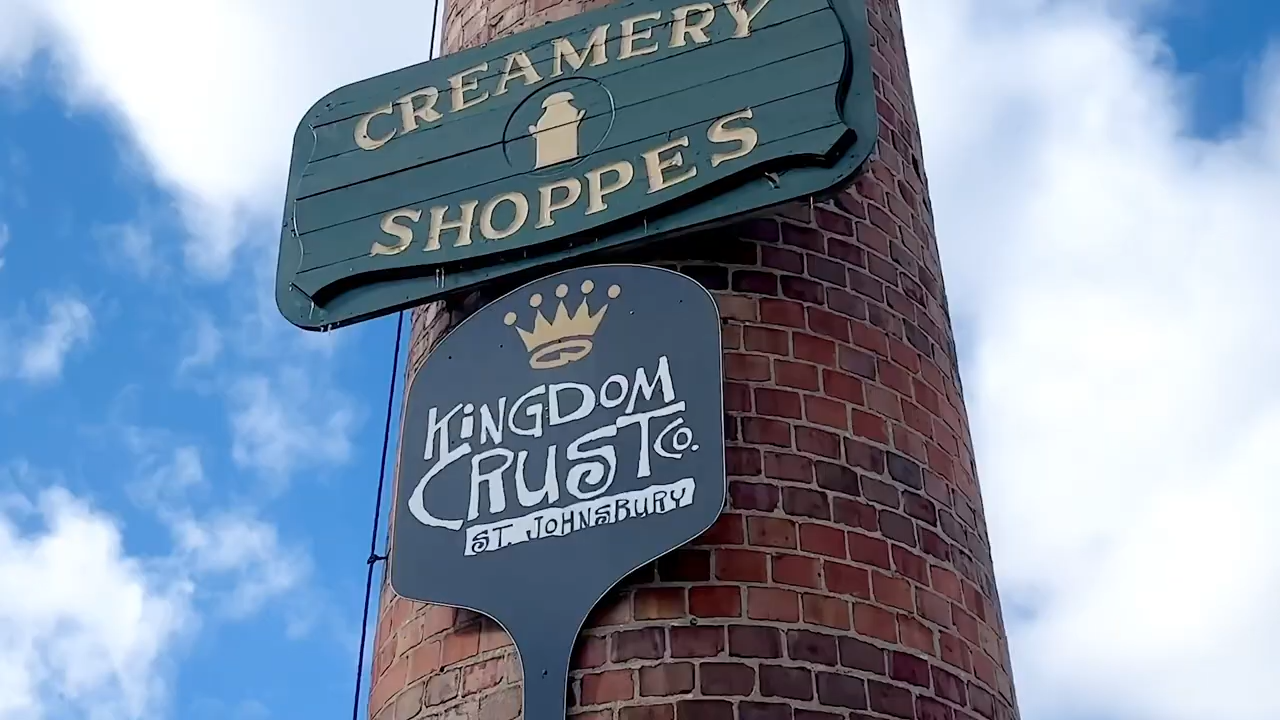 CREAMERY
SHOPPES
KiNGDOM
CRUST Co.
ST. JOHNSBURY